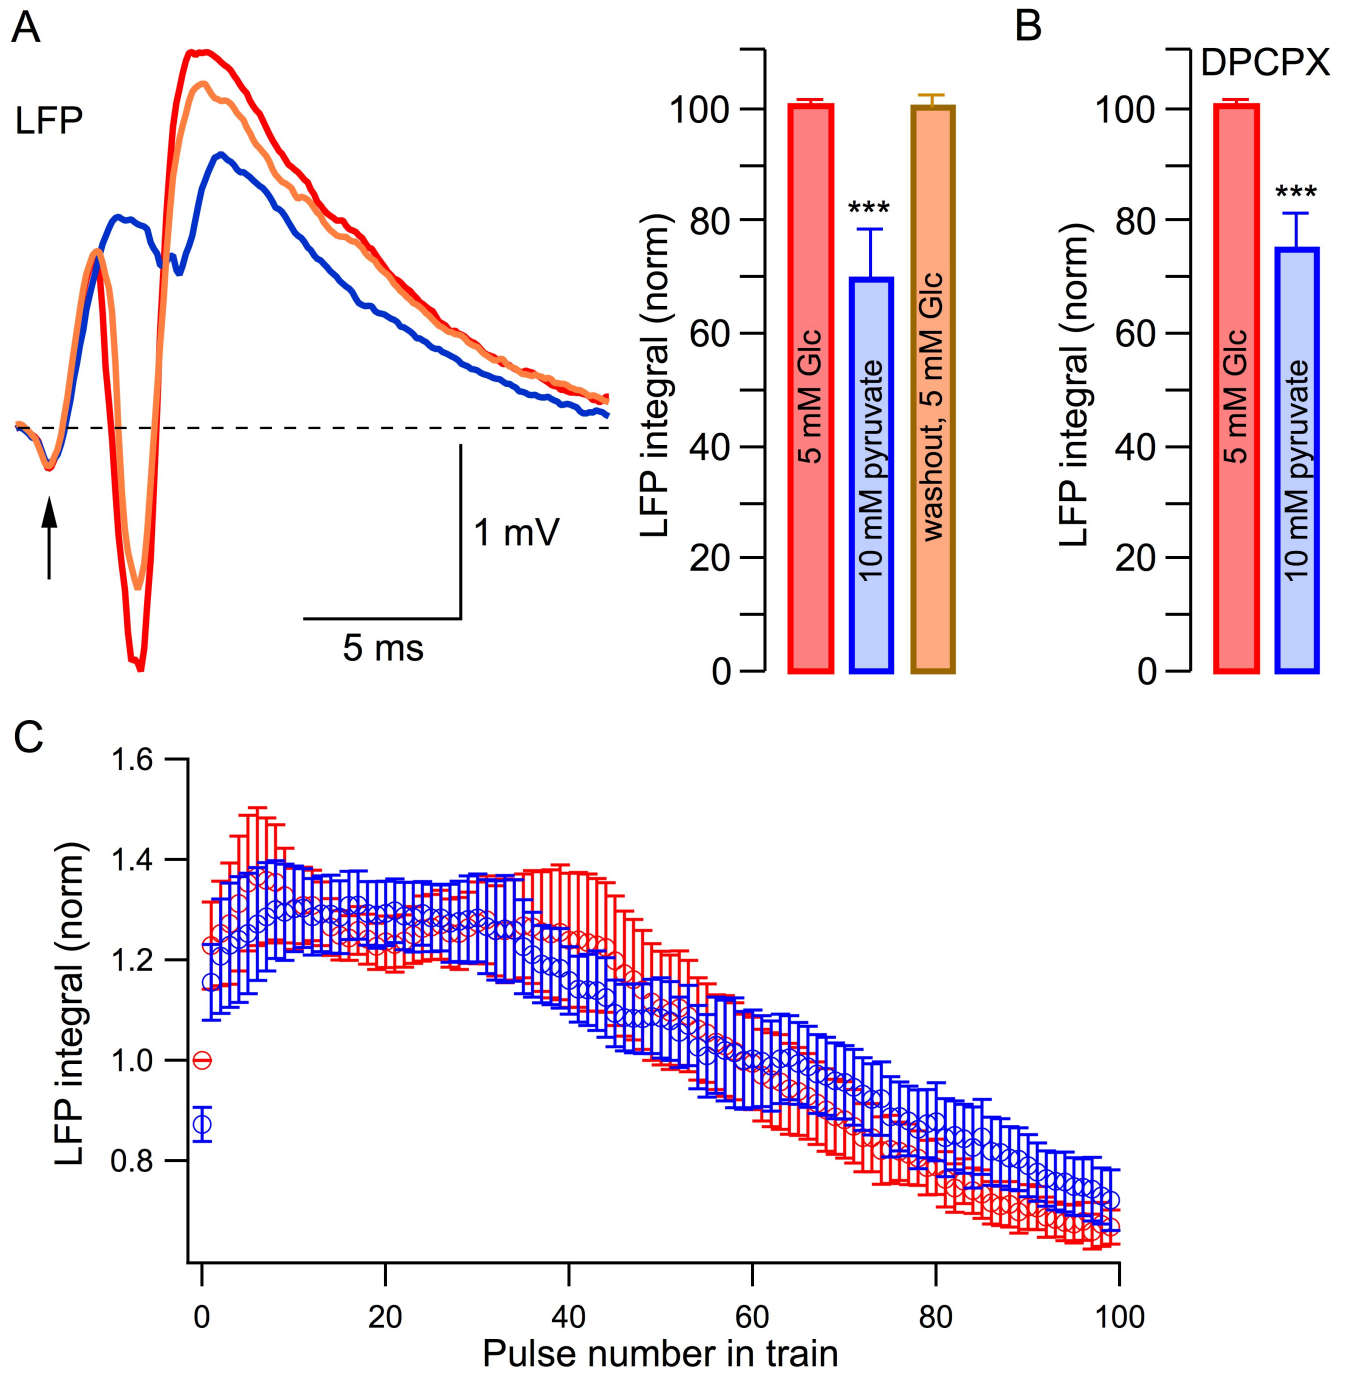 A
LFP
1 mV
5 ms
LFP integral (norm)
100
80
60
40
20
0
5 mM Glc
***
10 mM pyruvate
washout, 5 mM Glc
B
DPCPX
LFP integral (norm)
100
80
60
40
20
0
5 mM Glc
***
10 mM pyruvate
C
LFP integral (norm)
1.6
1.4
1.2
1.0
0.8
0 20 40 60 80 100
Pulse number in train